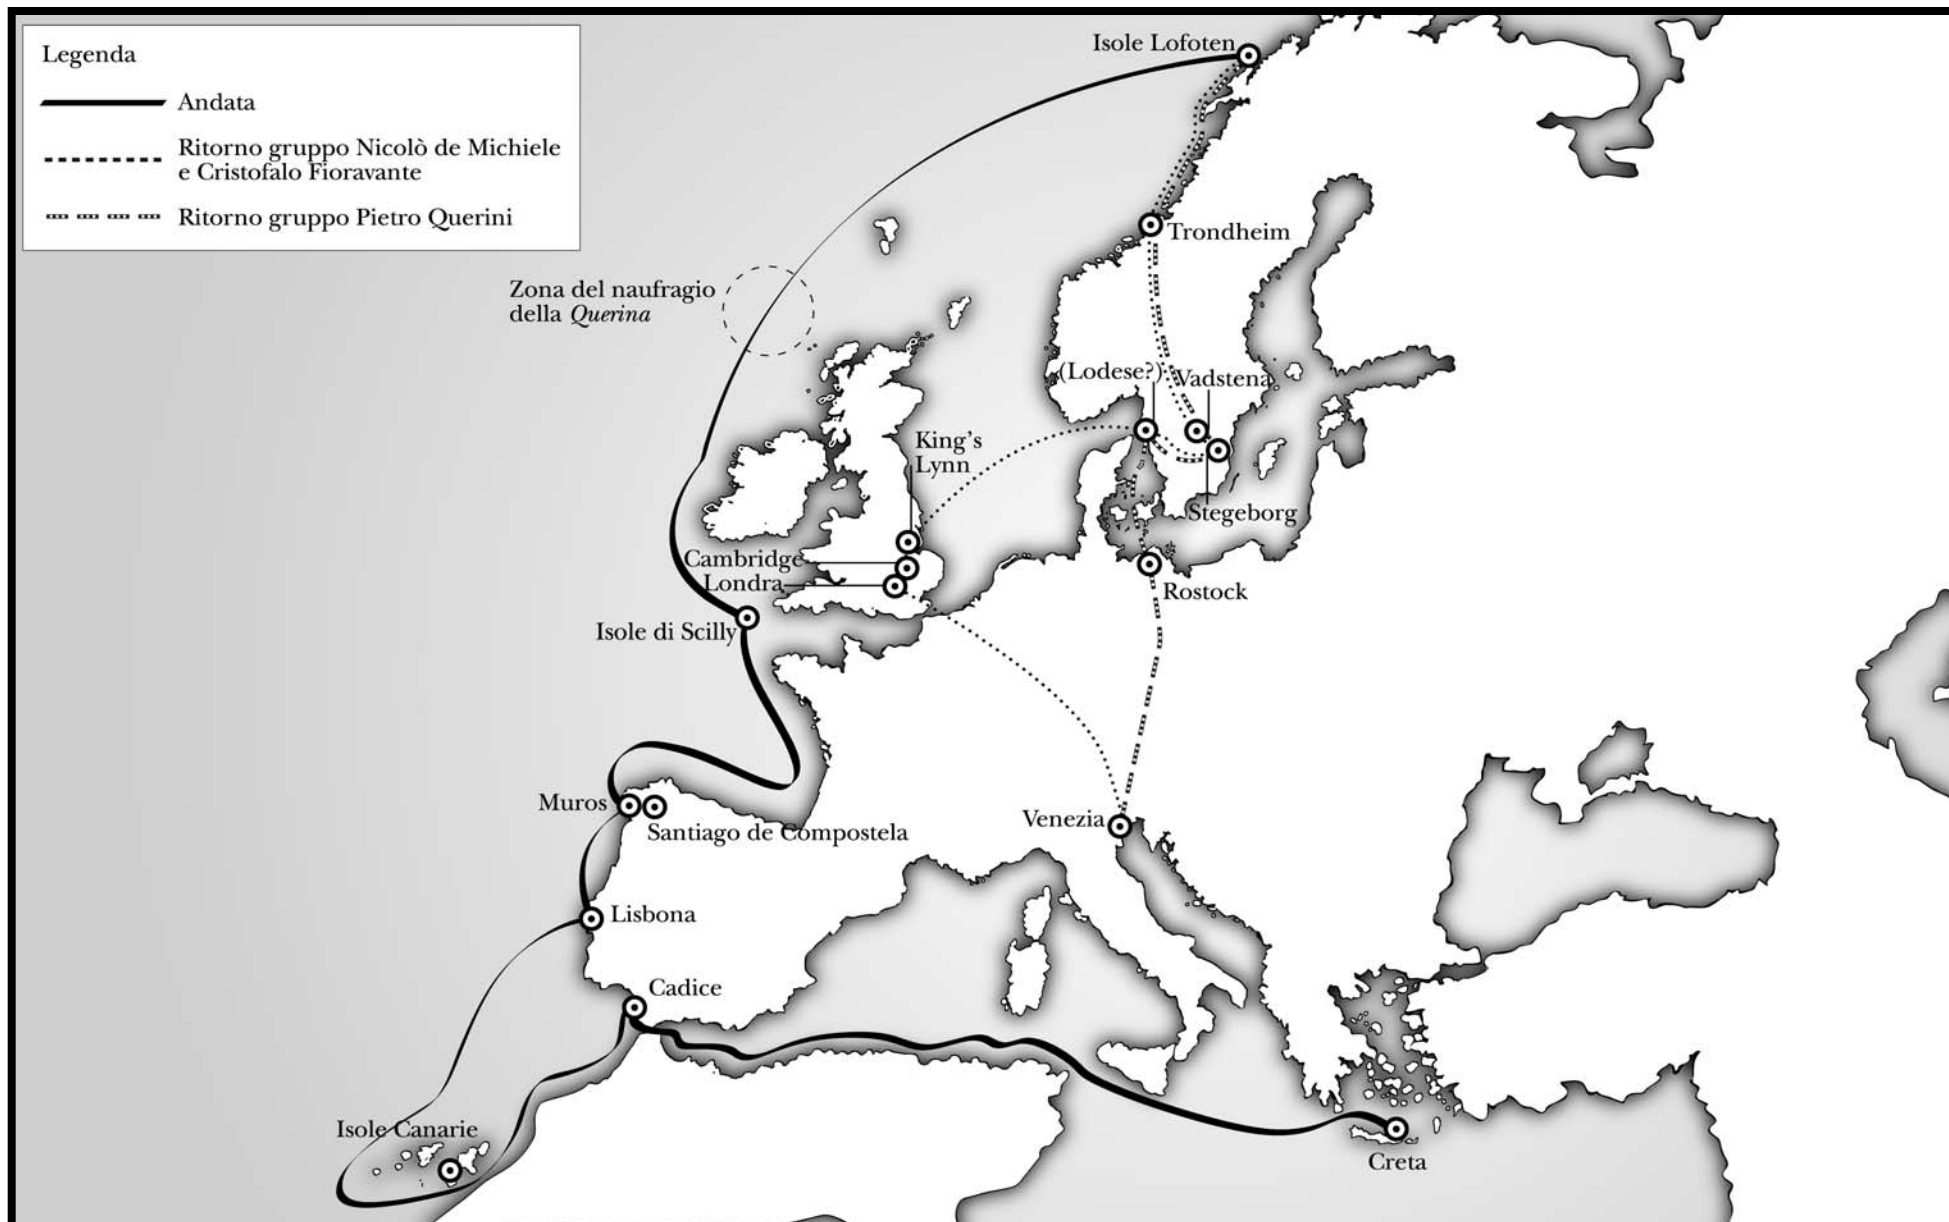 Legenda
Andata
Ritorno gruppo Nicolò de Michiele
e Cristofalo Fioravante
Ritorno gruppo Pietro Querini
Isole Lofoten
Trondheim
Zona del naufragio
della Querina
(Lodese?)
Vadstena
King’s
Lynn
Stegeborg
Cambridge
Londra
Rostock
Isole di Scilly
Muros
Santiago de Compostela
Venezia
Lisbona
Cadice
Isole Canarie
Creta